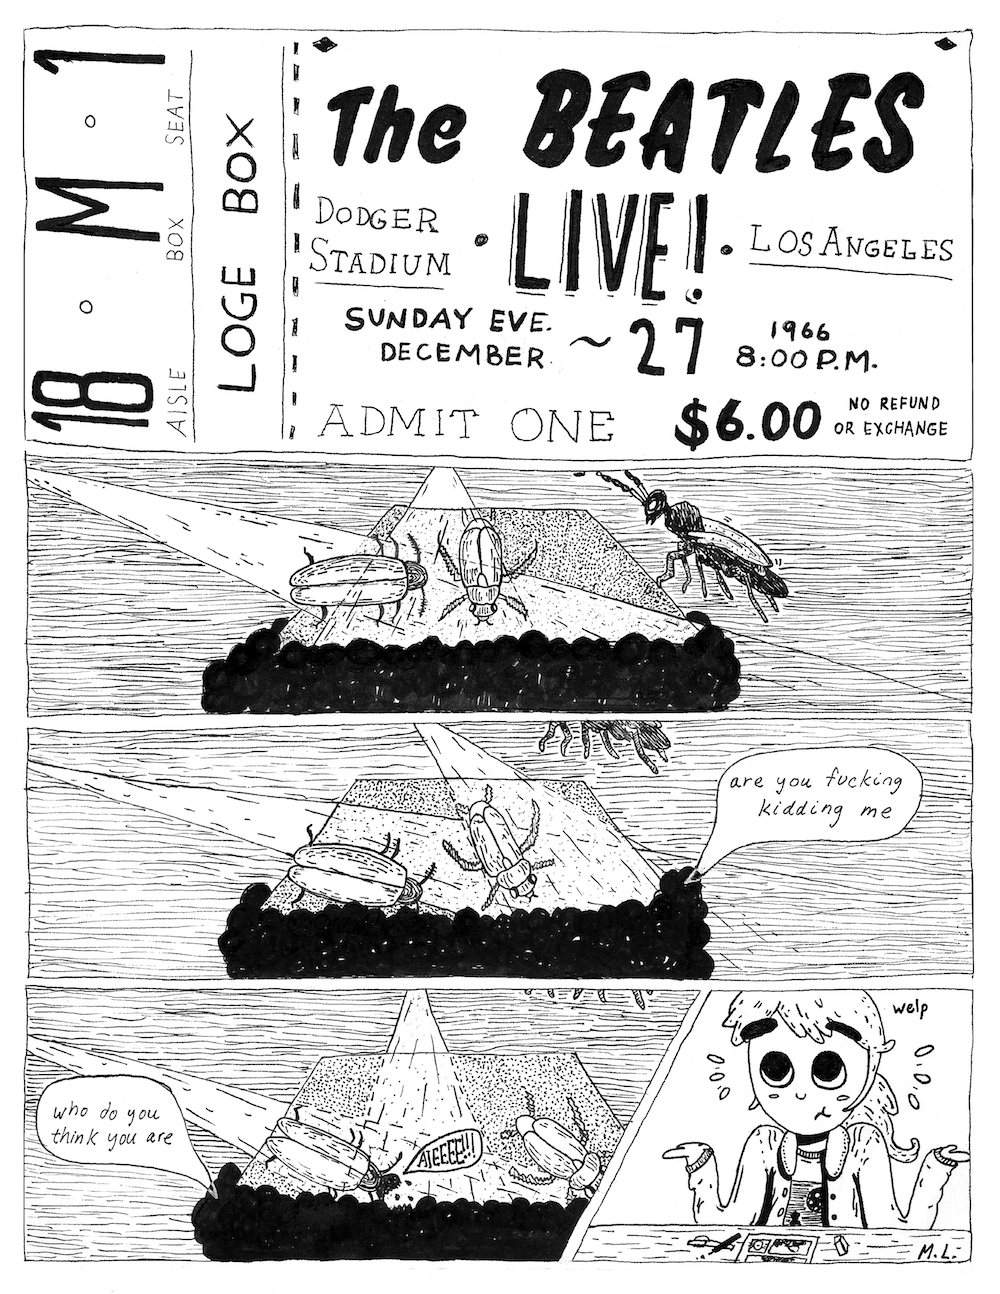 18 · M · 1
AISLE BOX SEAT
LOGE BOX
The BEATLES
DODGER
STADIUM
· LIVE! ·
LOS ANGELES
SUNDAY EVE.
DECEMBER
~ 27
1966
8:00 P.M.
ADMIT ONE
$6.00
NO REFUND
OR EXCHANGE
are you fucking
kidding me
who do you
think you are
AIEEEE!!!
welp
M.L.